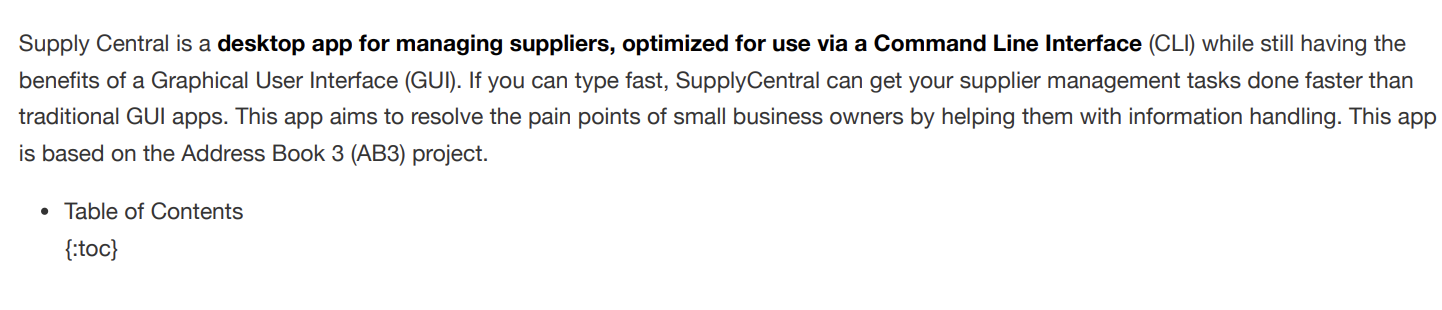 Supply Central is a desktop app for managing suppliers, optimized for use via a Command Line Interface (CLI) while still having the
benefits of a Graphical User Interface (GUI). If you can type fast, SupplyCentral can get your supplier management tasks done faster than
traditional GUI apps. This app aims to resolve the pain points of small business owners by helping them with information handling. This app
is based on the Address Book 3 (AB3) project.
• Table of Contents
{:toc}